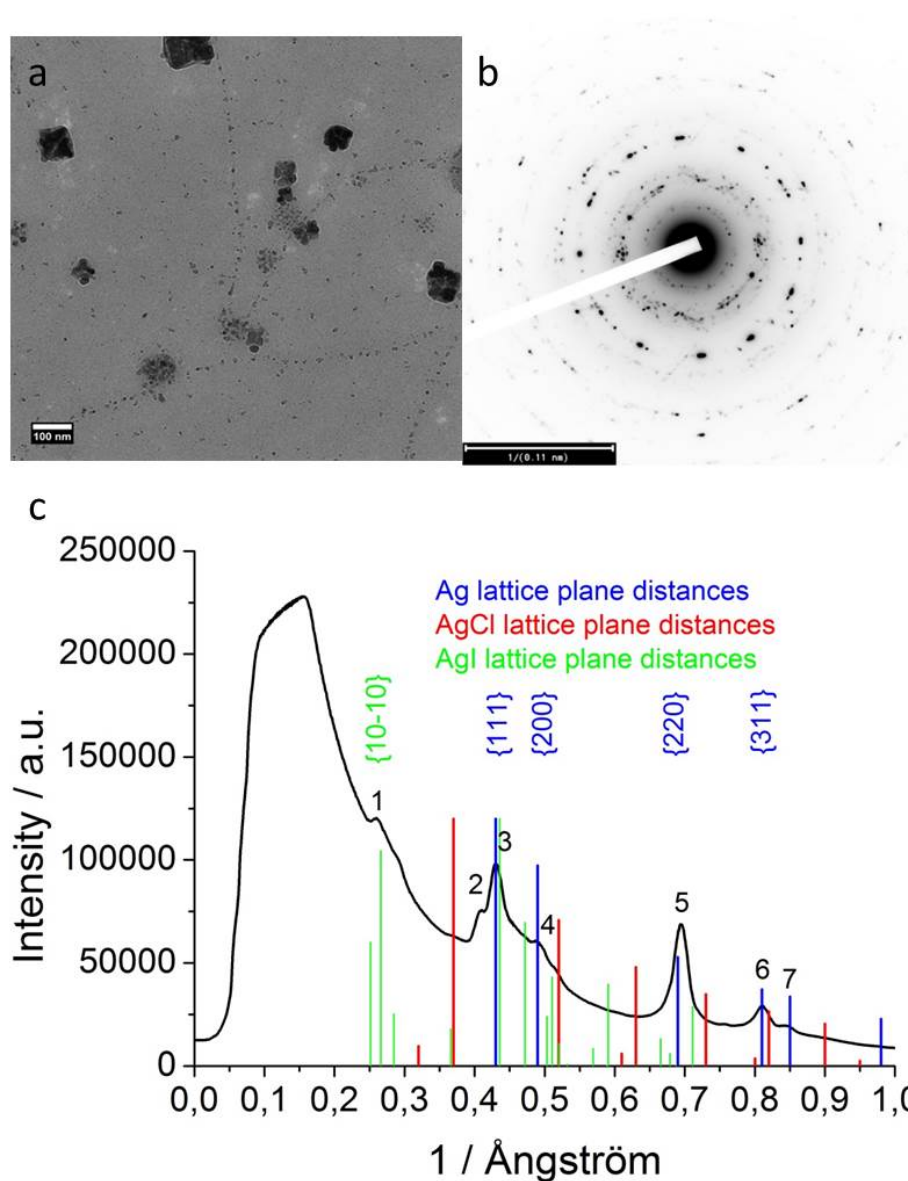 a
b
100 nm
1/(0.11 nm)
c
250000
200000
150000
100000
50000
0
Intensity / a.u.
Ag lattice plane distances
AgCl lattice plane distances
AgI lattice plane distances
{10-10}
{111}
{200}
{220}
{311}
1
2
3
4
5
6
7
0,0 0,1 0,2 0,3 0,4 0,5 0,6 0,7 0,8 0,9 1,0
1 / Ångström